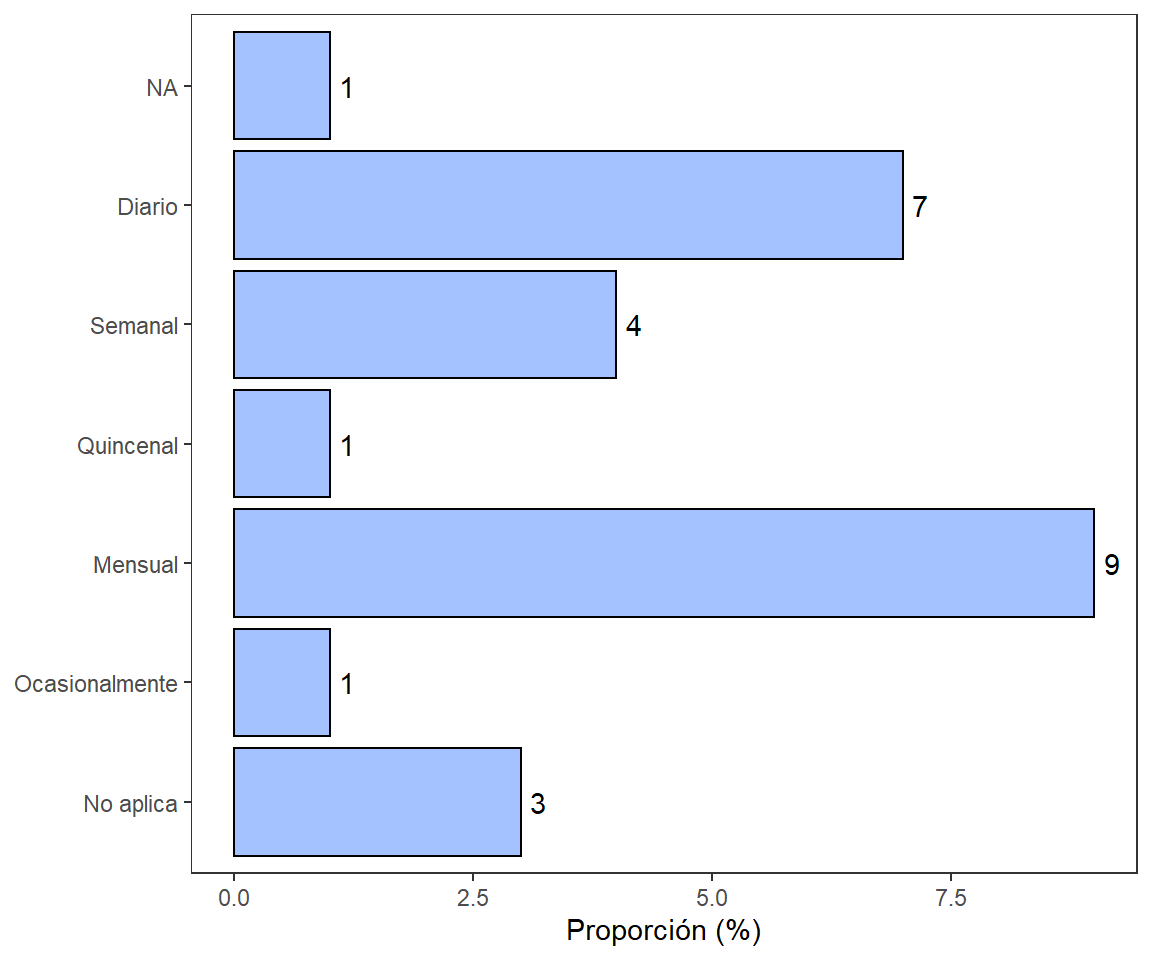 NA 1
Diario 7
Semanal 4
Quincenal 1
Mensual 9
Ocasionalmente 1
No aplica 3
0.0 2.5 5.0 7.5
Proporción (%)